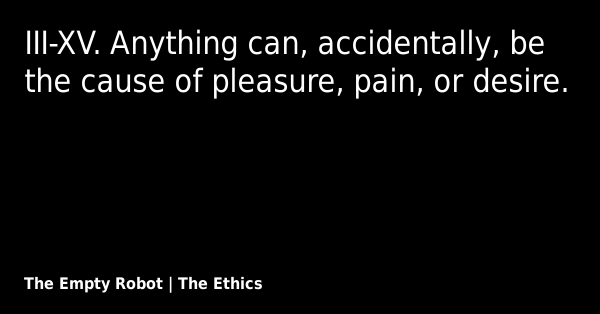 III-XV. Anything can, accidentally, be
the cause of pleasure, pain, or desire.
The Empty Robot | The Ethics